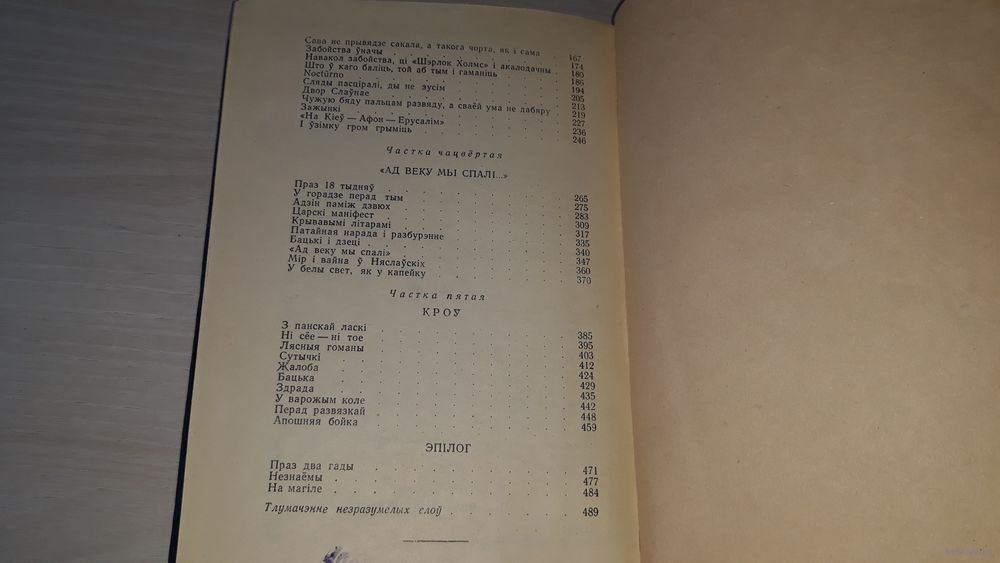 Сава не прывядзе сакала, а такога чорта, як і сама . 167
Забойства ўначы . 174
Навакол забойства, ці «Шэрлок Холмс» і акалодачны . 180
Што ў каго баліць, той аб тым і гаманіць . 186
Nocturno . 194
Сляды пасціралі, ды не зусім . 205
Двор Слаўнае . 213
Чужую бяду пальцам развяду, а сваёй ума не дабяру . 219
Зажынкі . 227
«На Кіеў — Афон — Ерусалім» . 236
І ўзімку гром грыміць . 246
Частка чацвёртая
«АД ВЕКУ МЫ СПАЛІ...»
Праз 18 тыдняў . 265
У горадзе перад тым . 275
Адзін паміж дзвюх . 283
Царскі маніфест . 309
Крывавымі літарамі . 317
Патайная нарада і разбурэнне . 335
Бацькі і дзеці . 340
«Ад веку мы спалі» . 347
Мір і вайна ў Няслаўскіх . 360
У белы свет, як у капейку . 370
Частка пятая
КРОУ
З панскай ласкі . 385
Ні сёе — ні тое . 395
Лясныя гоманы . 403
Сутычкі . 412
Жалоба . 424
Бацька . 429
Здрада . 435
У варожым коле . 442
Перад развязкай . 448
Апошняя бойка . 459
ЭПІЛОГ
Праз два гады . 471
Незнаёмы . 477
На магіле . 484
Тлумачэнне незразумелых слоў . 489